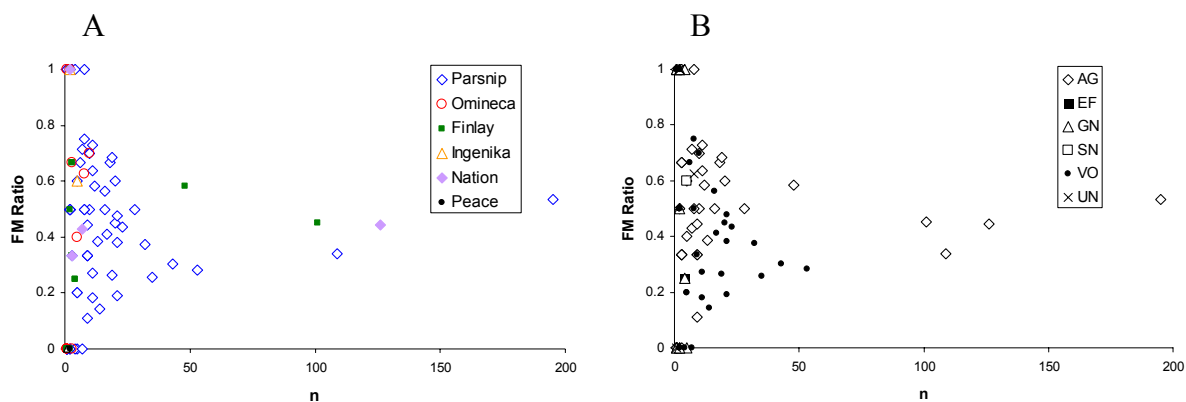 A
FM Ratio
1
0.8
0.6
0.4
0.2
0
0
50
100
150
200
n
Parsnip
Omineca
Finlay
Ingenika
Nation
Peace
B
FM Ratio
1
0.8
0.6
0.4
0.2
0
0
50
100
150
200
n
AG
EF
GN
SN
VO
UN